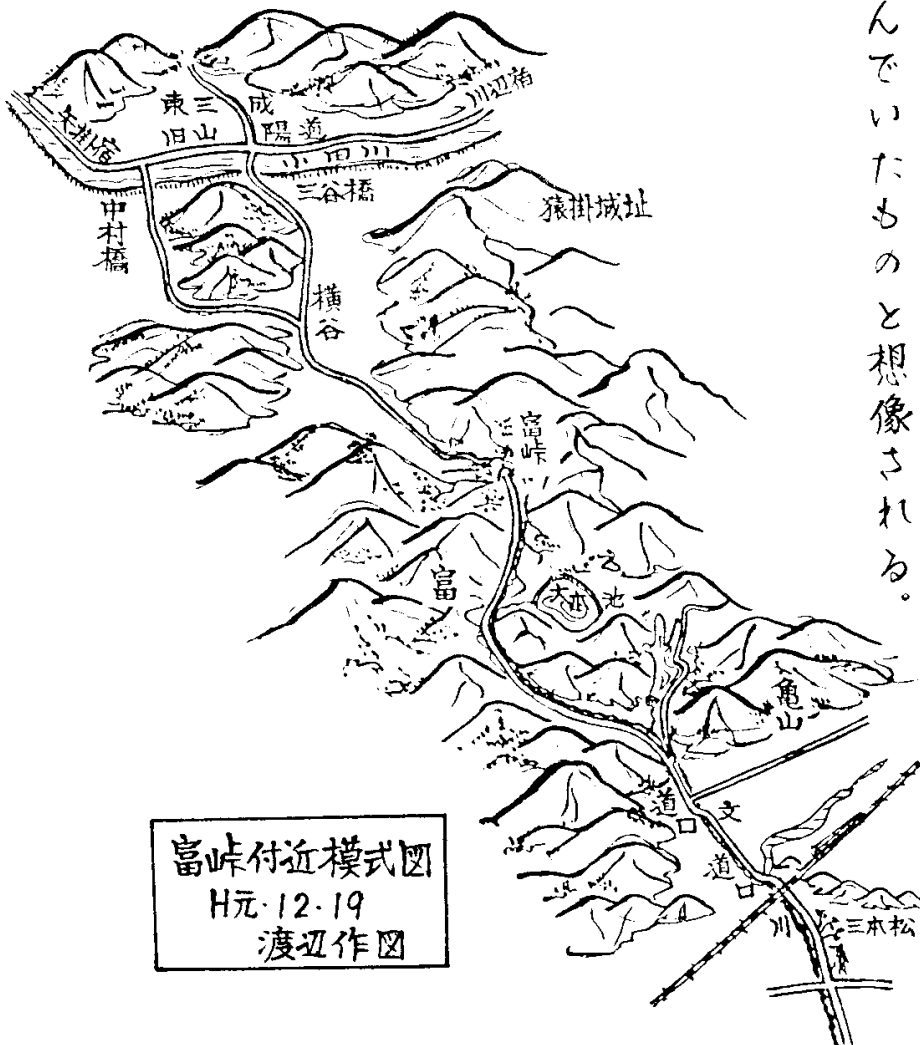 んでいたものと想像される。
川辺宿
矢掛宿
東三成
旧山陽道
小田川
三谷橋
中村橋
猿掛城址
横谷
富峠
富
大本池
亀山
道口
文
道口川
三本松
富峠付近模式図
H元.12.19
渡辺作図